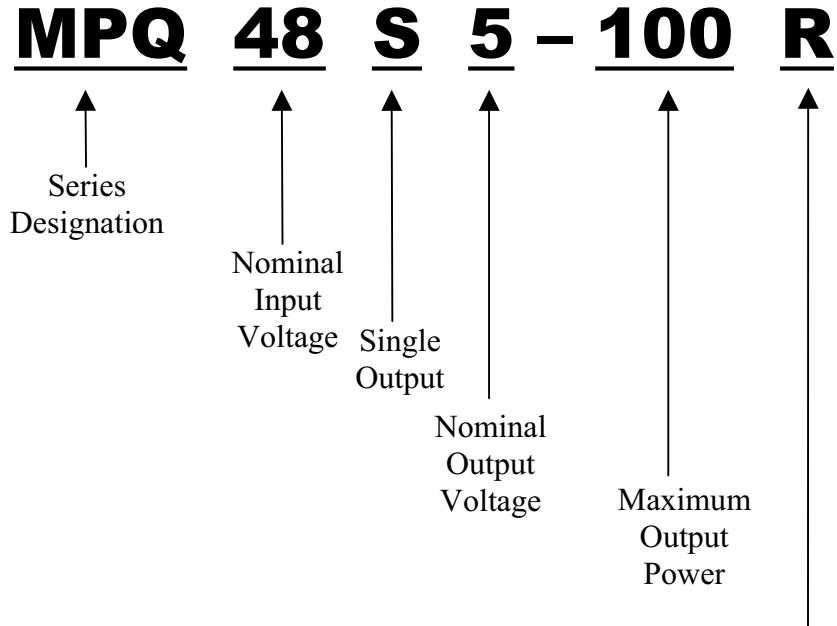 MPQ 48 S 5 – 100 R
Series
Designation
Nominal
Input
Voltage
Single
Output
Nominal
Output
Voltage
Maximum
Output
Power